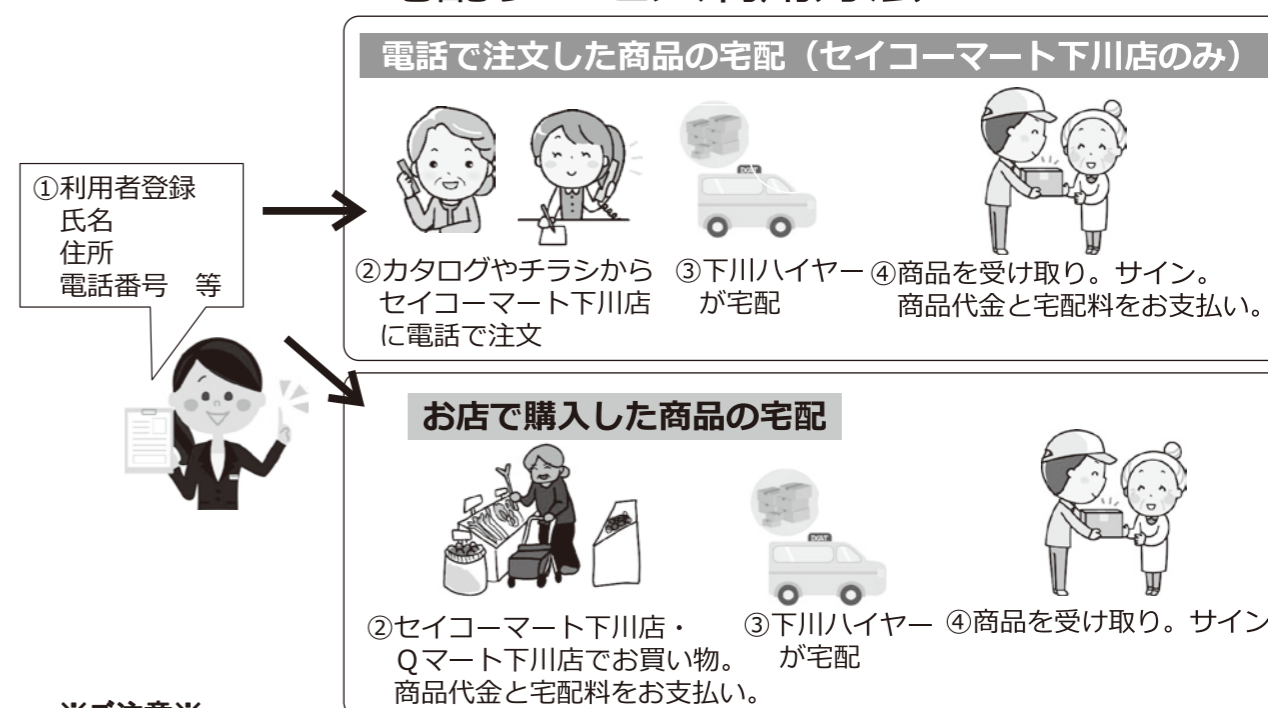 電話で注文した商品の宅配（セイコーマート下川店のみ）
①利用者登録
氏名
住所
電話番号　等
②カタログやチラシから
セイコーマート下川店
に電話で注文
③下川ハイヤー
が宅配
④商品を受け取り。サイン。
商品代金と宅配料をお支払い。
お店で購入した商品の宅配
②セイコーマート下川店・
Ｑマート下川店でお買い物。
商品代金と宅配料をお支払い。
③下川ハイヤー
が宅配
④商品を受け取り。サイン